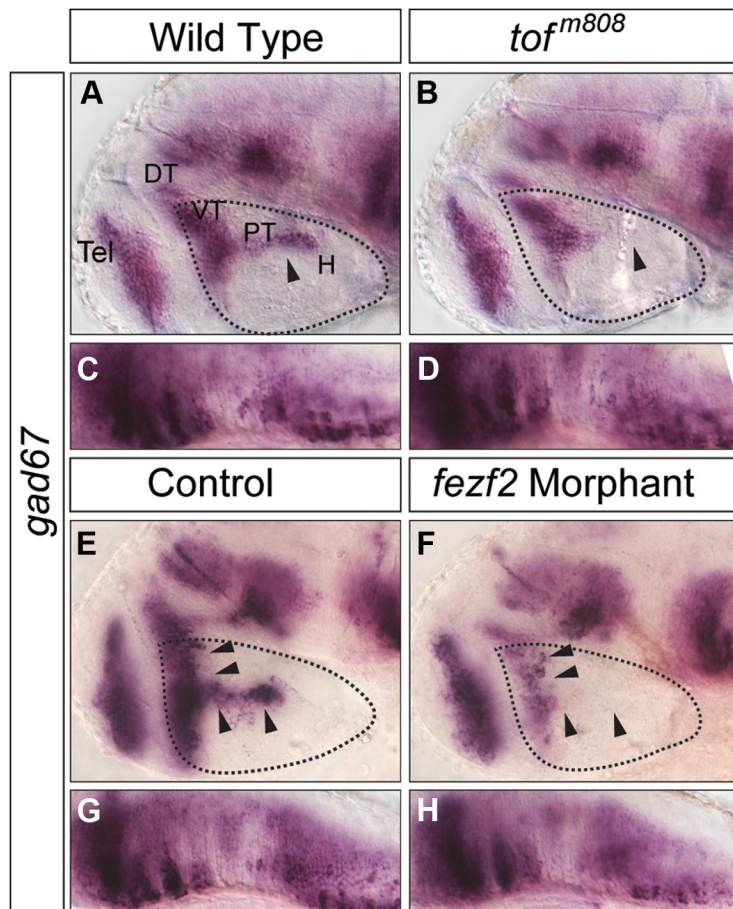 Wild Type
tof m808
A
B
DT
VT
PT
Tel
H
C
D
gad67
Control
fezf2 Morphant
E
F
G
H